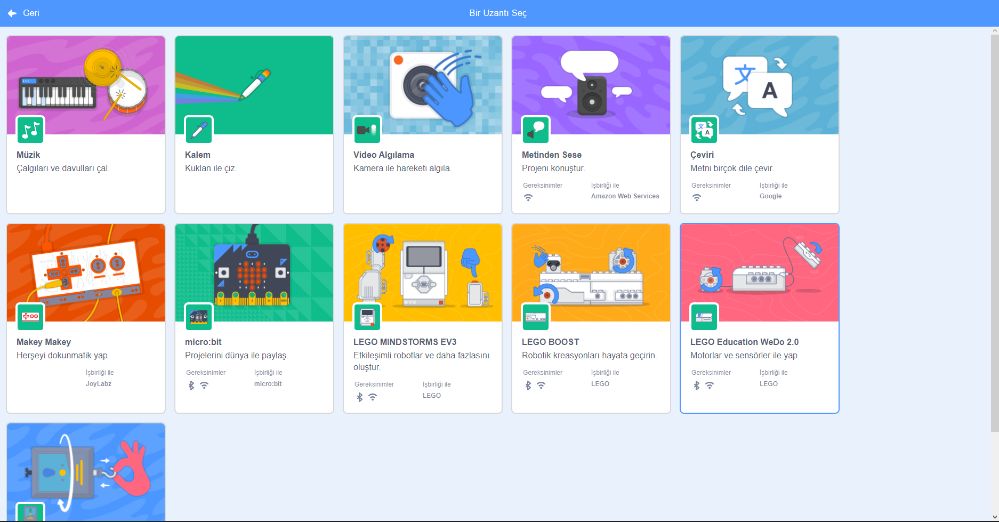 Geri
Bir Uzantı Seç
Müzik
Çalgıları ve davulları çal.
Kalem
Kuklan ile çiz.
Video Algılama
Kamera ile hareketi algıla.
Metinden Sese
Projeni konuştur.
Gereksinimler
İşbirliği ile
Amazon Web Services
文
A
Çeviri
Metni birçok dile çevir.
Gereksinimler
İşbirliği ile
Google
Makey Makey
Herşeyi dokunmatik yap.
İşbirliği ile
JoyLabz
micro:bit
Projelerini dünya ile paylaş.
Gereksinimler
İşbirliği ile
micro:bit
EV3
LEGO MINDSTORMS EV3
Etkileşimli robotlar ve daha fazlasını
oluştur.
Gereksinimler
İşbirliği ile
LEGO
LEGO BOOST
Robotik kreasyonları hayata geçirin.
Gereksinimler
İşbirliği ile
LEGO
LEGO Education WeDo 2.0
Motorlar ve sensörler ile yap.
Gereksinimler
İşbirliği ile
LEGO